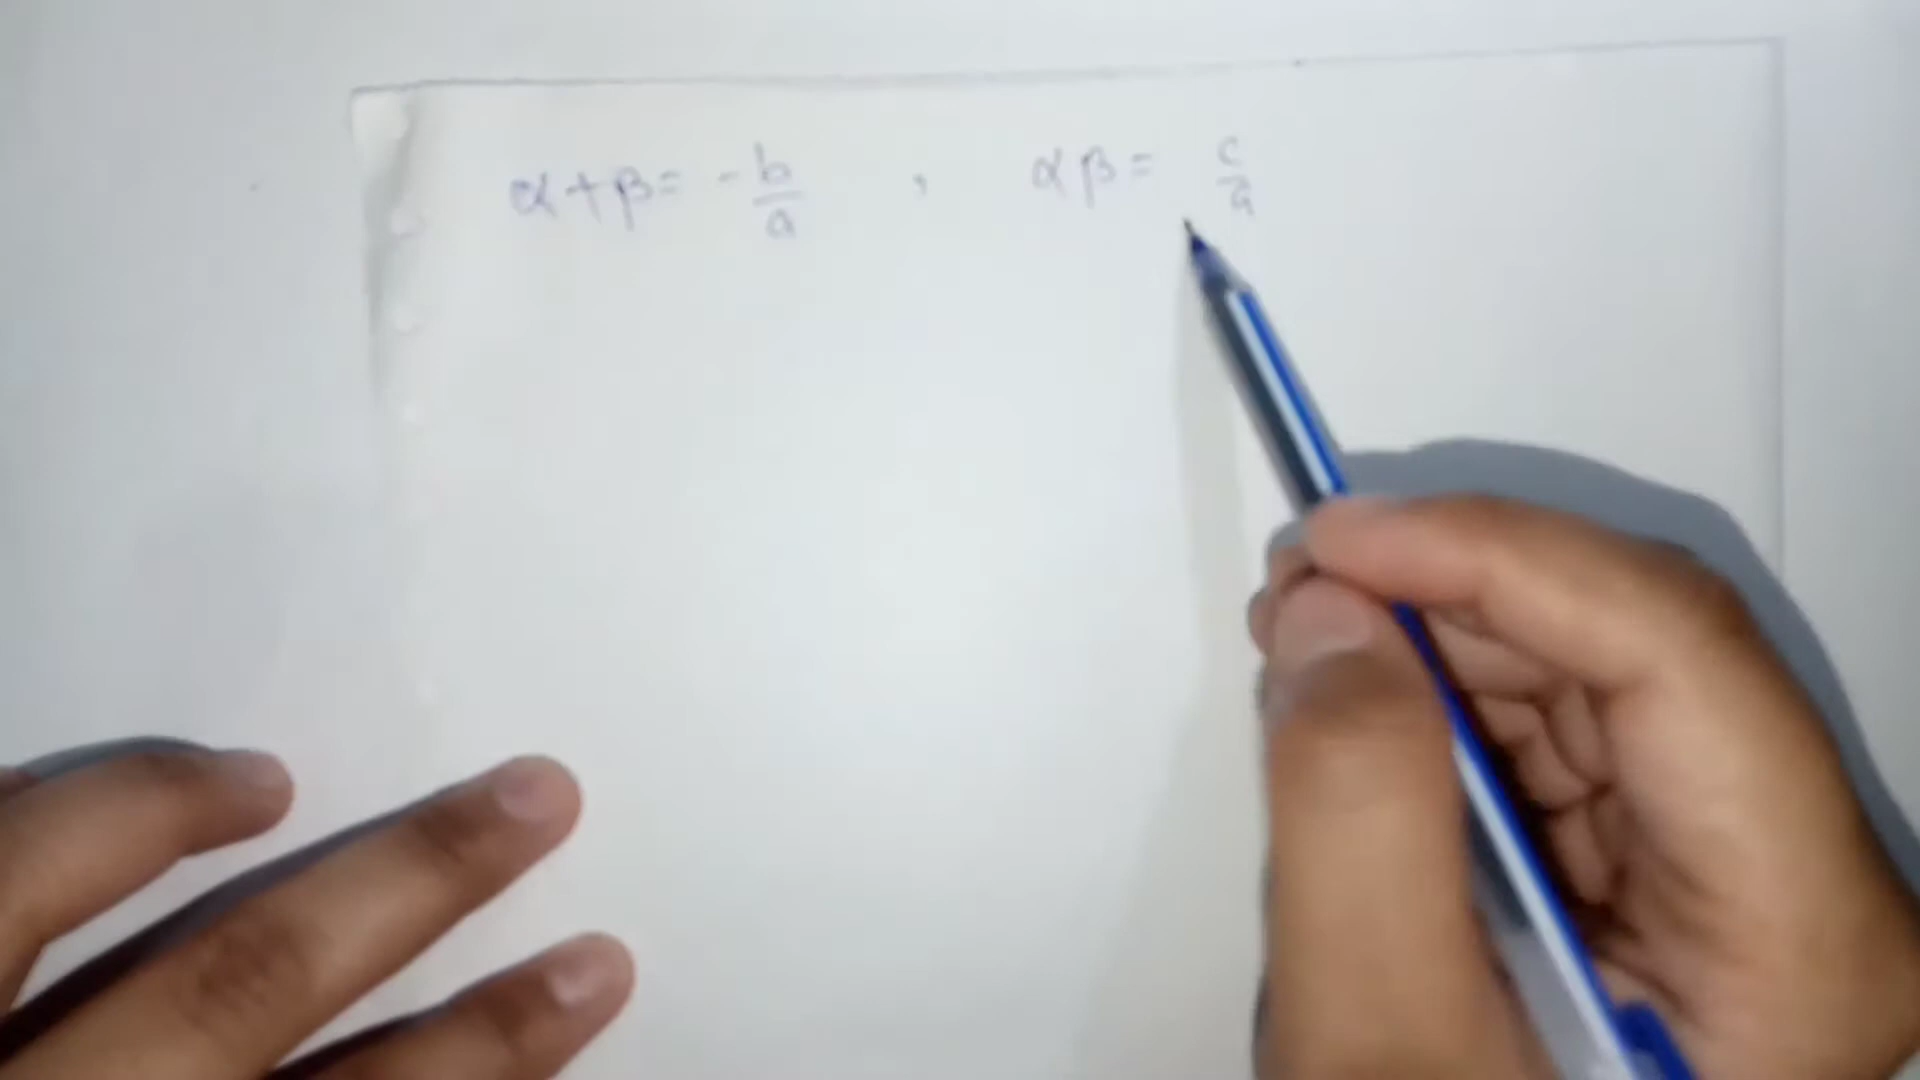 α+β= -b/a , αβ= c/a